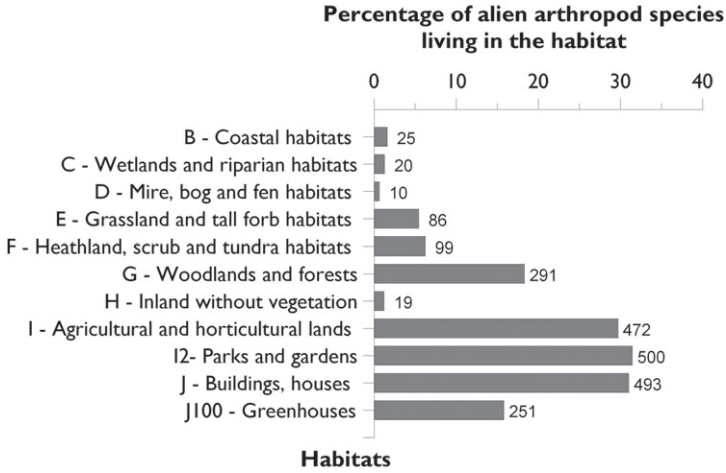 Percentage of alien arthropod species
living in the habitat
0 10 20 30 40
B - Coastal habitats 25
C - Wetlands and riparian habitats 20
D - Mire, bog and fen habitats 10
E - Grassland and tall forb habitats 86
F - Heathland, scrub and tundra habitats 99
G - Woodlands and forests 291
H - Inland without vegetation 19
I - Agricultural and horticultural lands 472
I2- Parks and gardens 500
J - Buildings, houses 493
J100 - Greenhouses 251
Habitats